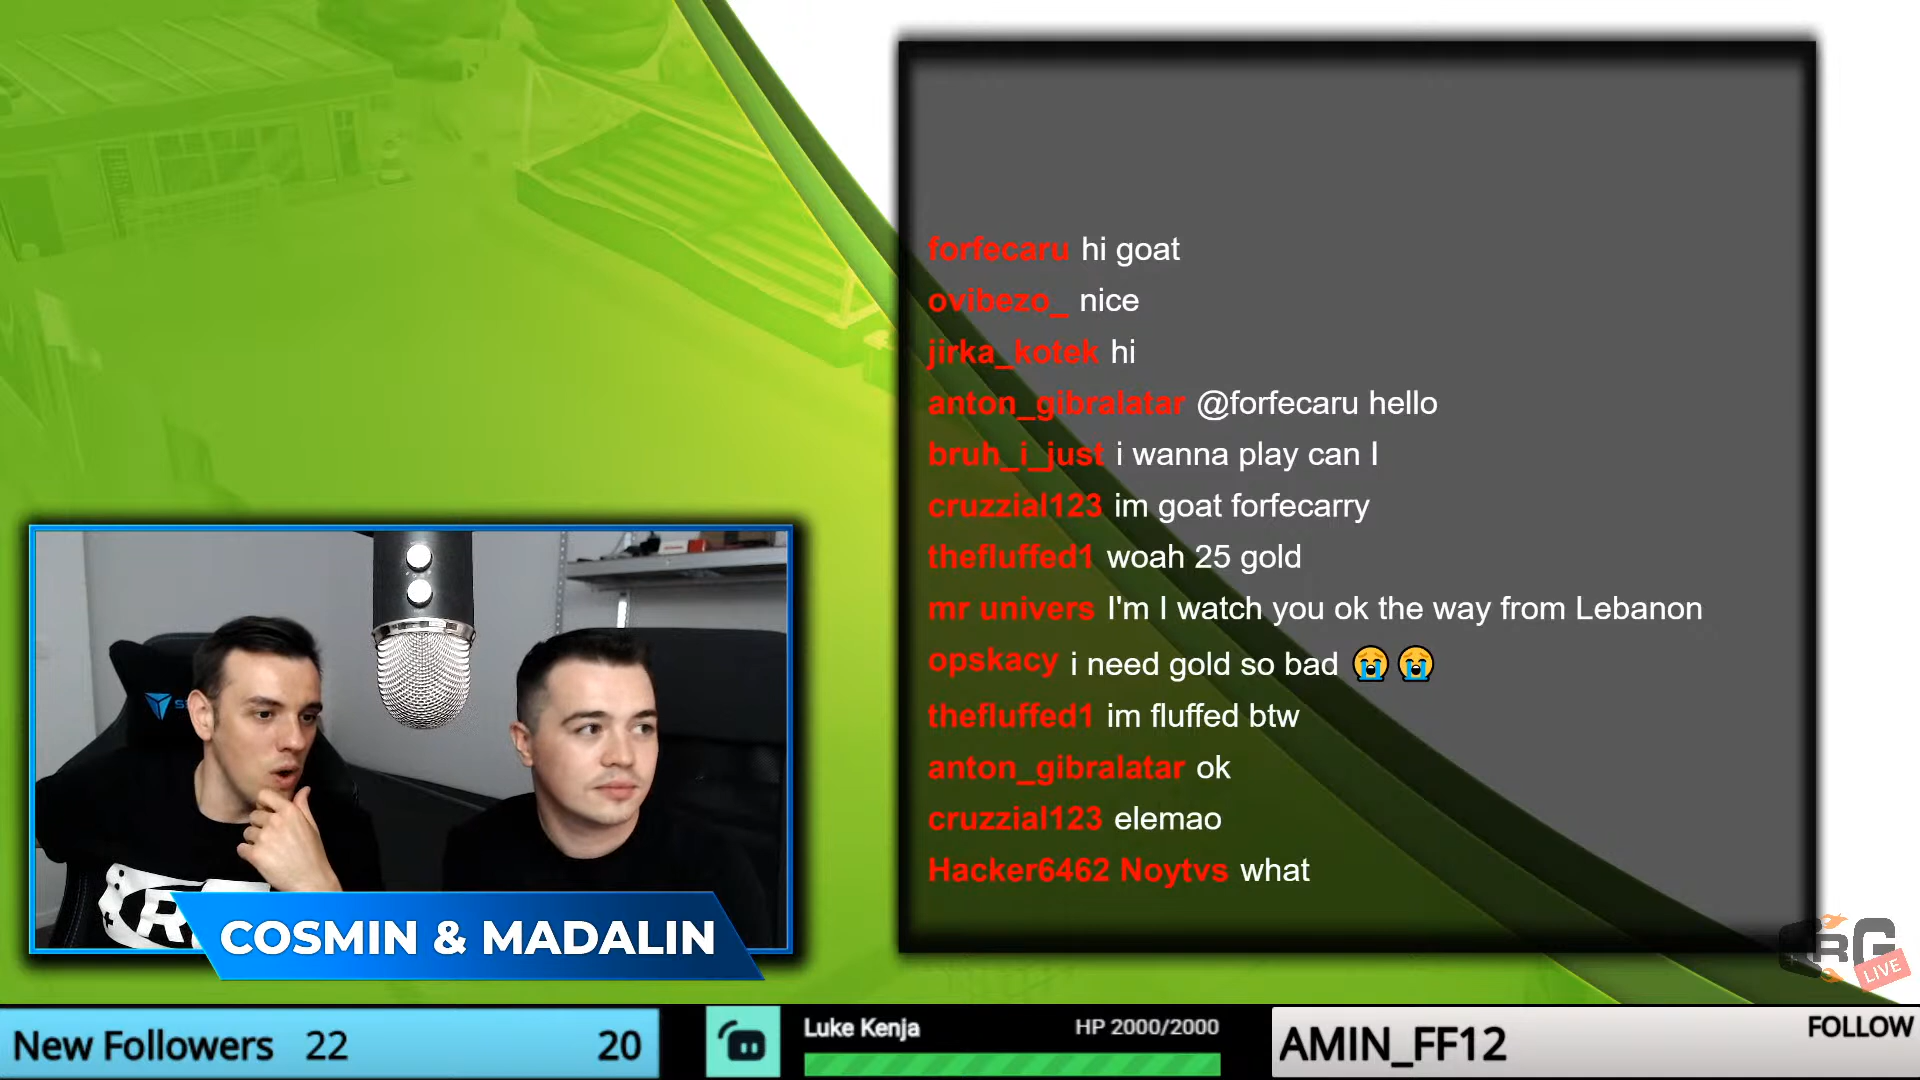 forfecaru hi goat
ovibezo_ nice
jirka_kotek hi
anton_gibralatar @forfecaru hello
bruh_i_just i wanna play can I
cruzzial123 im goat forfecarry
thefluffed1 woah 25 gold
mr univers I'm I watch you ok the way from Lebanon
opskacy i need gold so bad 😭 😭
thefluffed1 im fluffed btw
anton_gibralatar ok
cruzzial123 elemao
Hacker6462 Noytvs what
COSMIN & MADALIN
RG
LIVE
New Followers 22 20
Luke Kenja HP 2000/2000
AMIN_FF12
FOLLOW